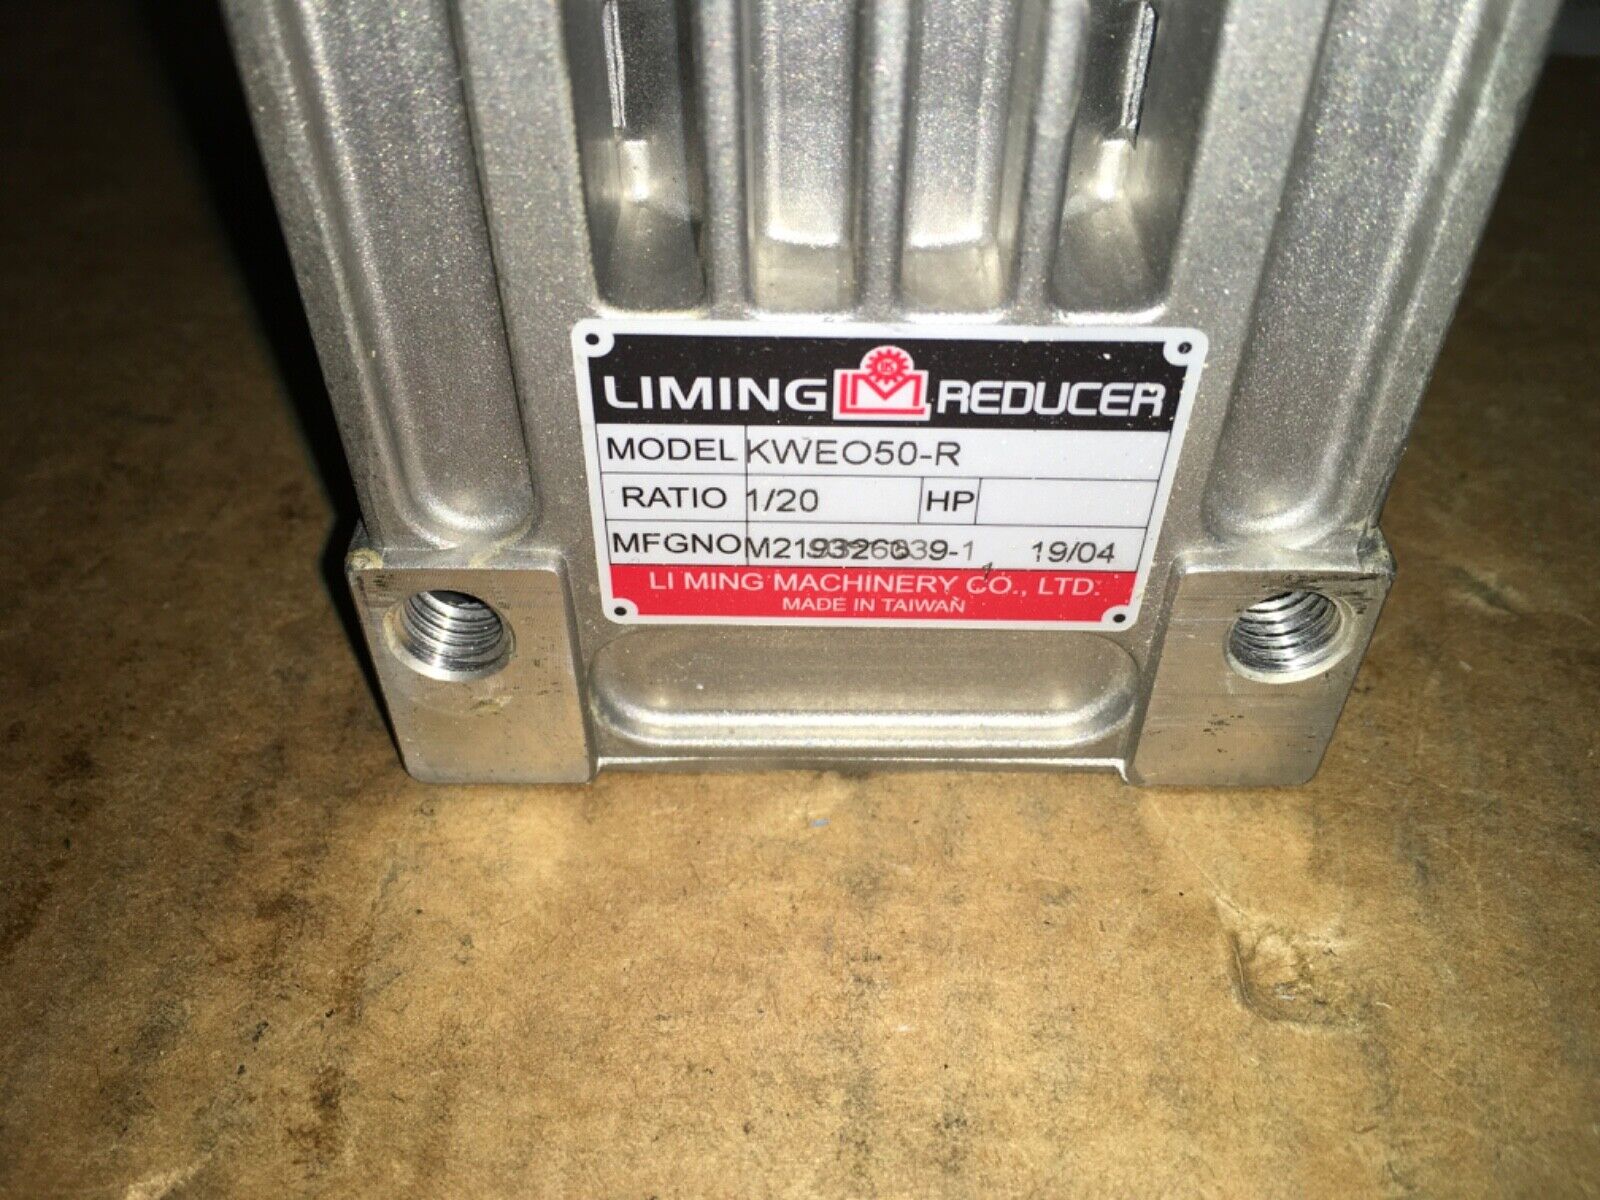 LIMING LM REDUCER
MODEL KWEO50-R
RATIO 1/20 HP
MFGNO 19/04
LI MING MACHINERY CO., LTD.
MADE IN TAIWAN